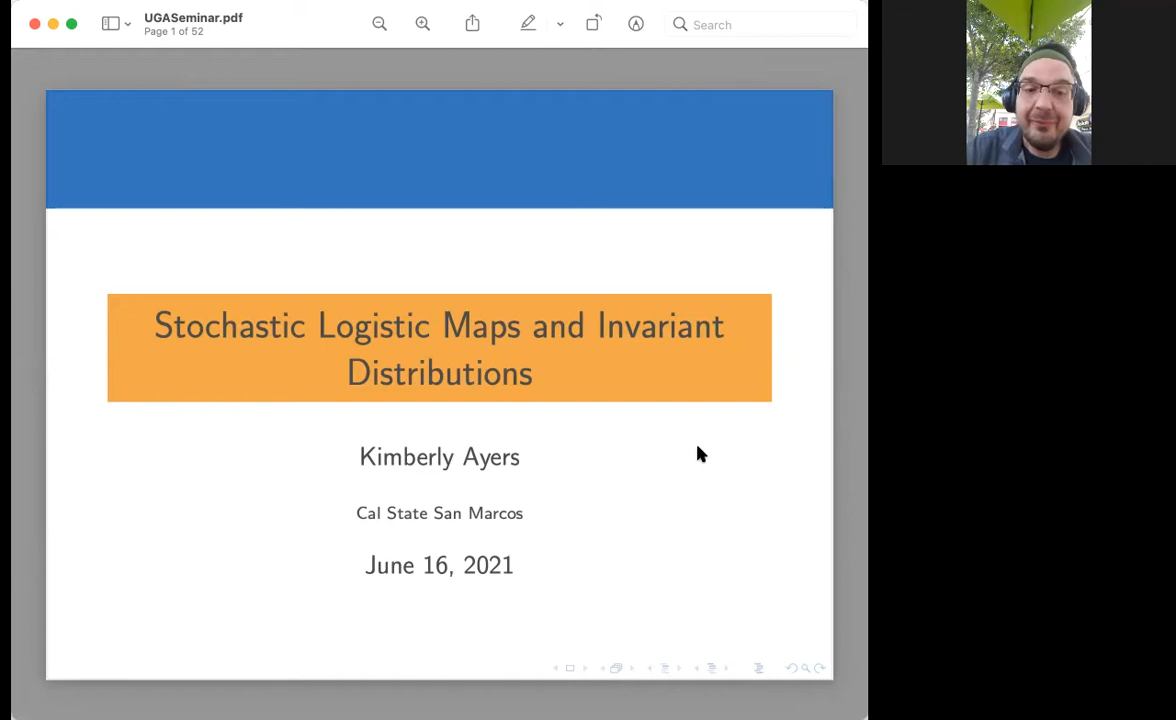 UGASeminar.pdf
Page 1 of 52
Search
Stochastic Logistic Maps and Invariant
Distributions
Kimberly Ayers
Cal State San Marcos
June 16, 2021